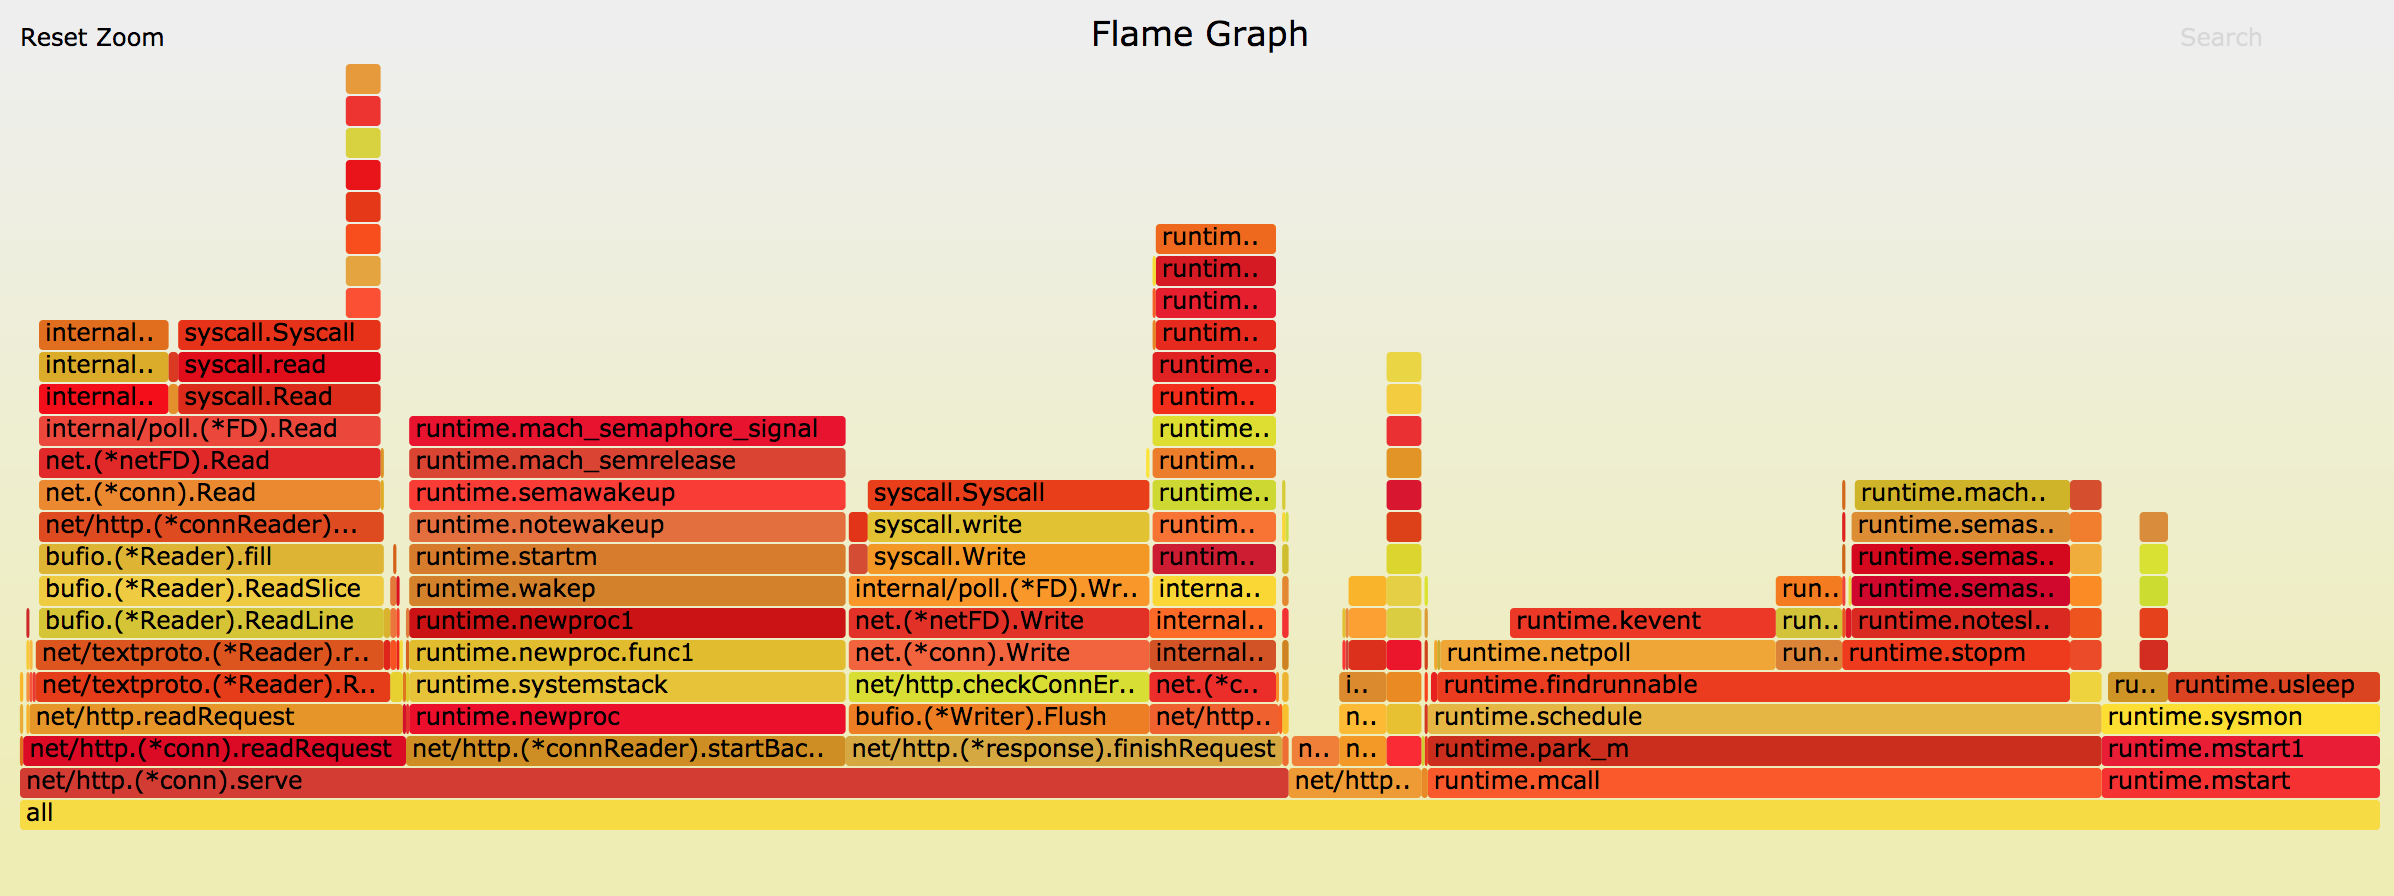 Reset Zoom Flame Graph Search
runtim..
runtim..
runtim..
internal.. syscall.Syscall runtim..
internal.. syscall.read runtime..
internal.. syscall.Read runtim..
internal/poll.(*FD).Read runtime.mach_semaphore_signal runtime..
net.(*netFD).Read runtime.mach_semrelease runtim..
net.(*conn).Read runtime.semawakeup syscall.Syscall runtime.. runtime.mach..
net/http.(*connReader)... runtime.notewakeup syscall.write runtim.. runtime.semas..
bufio.(*Reader).fill runtime.startm syscall.Write runtim.. runtime.semas..
bufio.(*Reader).ReadSlice runtime.wakep internal/poll.(*FD).Wr.. interna.. run.. runtime.semas..
bufio.(*Reader).ReadLine runtime.newproc1 net.(*netFD).Write internal.. runtime.kevent run.. runtime.notesl..
net/textproto.(*Reader).r.. runtime.newproc.func1 net.(*conn).Write internal.. runtime.netpoll run.. runtime.stopm
net/textproto.(*Reader).R.. runtime.systemstack net/http.checkConnEr.. net.(*c.. i.. runtime.findrunnable ru.. runtime.usleep
net/http.readRequest runtime.newproc bufio.(*Writer).Flush net/http.. n.. runtime.schedule runtime.sysmon
net/http.(*conn).readRequest net/http.(*connReader).startBac.. net/http.(*response).finishRequest n.. n.. runtime.park_m runtime.mstart1
net/http.(*conn).serve net/http.. runtime.mcall runtime.mstart
all